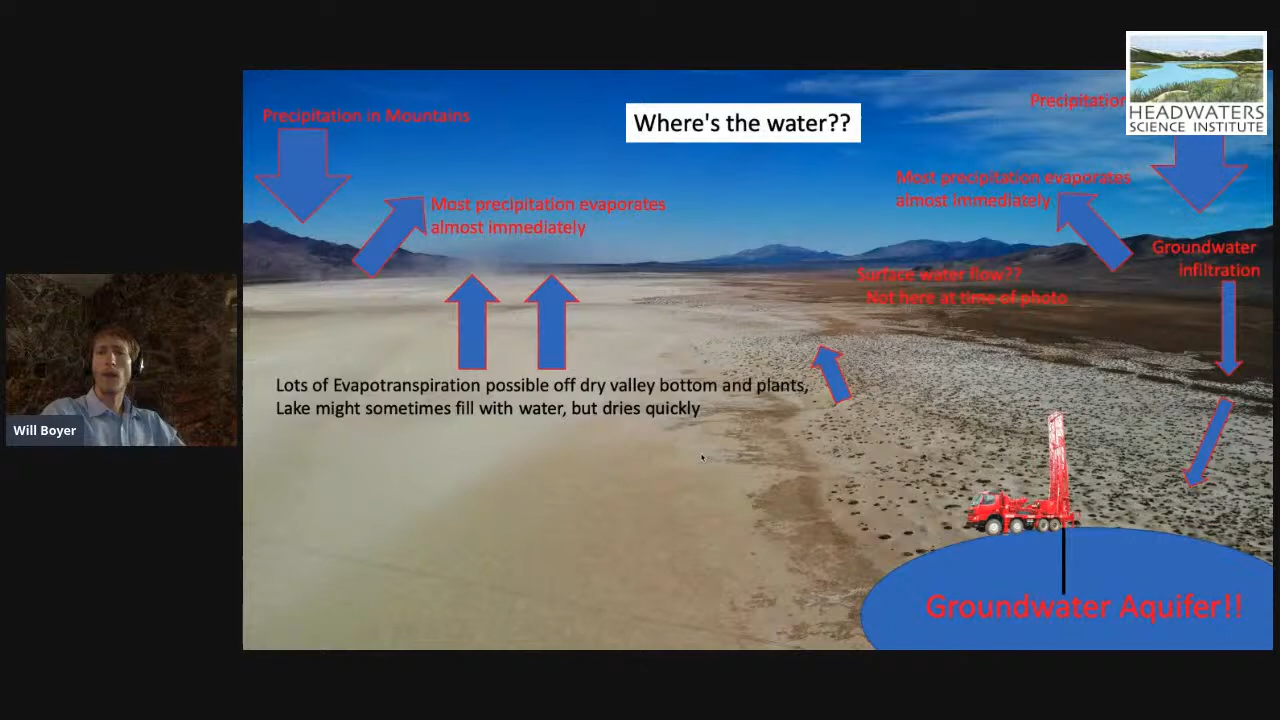 Precipitation in Mountains
Where's the water??
Precipitation
HEADWATERS
SCIENCE INSTITUTE
Most precipitation evaporates
almost immediately
Most precipitation evaporates
almost immediately
Groundwater
infiltration
Surface water flow??
Not here at time of photo
Lots of Evapotranspiration possible off dry valley bottom and plants,
Lake might sometimes fill with water, but dries quickly
Will Boyer
Groundwater Aquifer!!